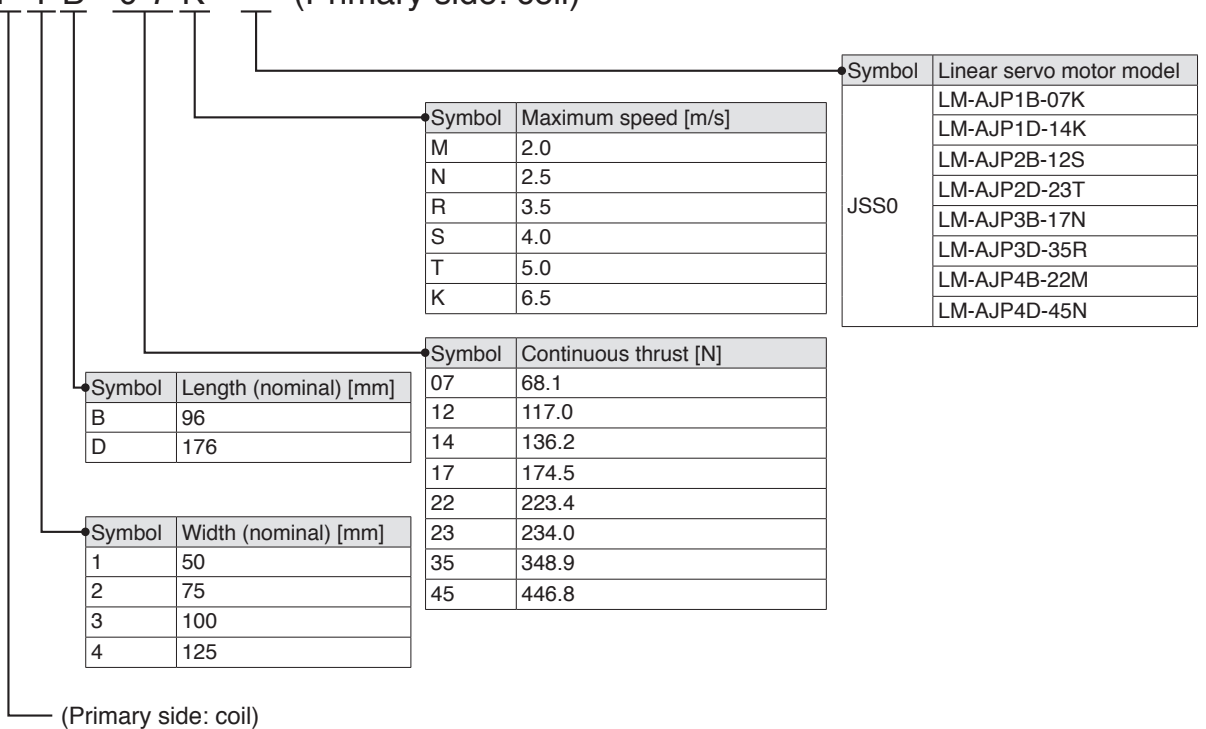 (Primary side: coil)
Symbol Linear servo motor model
JSS0 LM-AJP1B-07K
LM-AJP1D-14K
LM-AJP2B-12S
LM-AJP2D-23T
LM-AJP3B-17N
LM-AJP3D-35R
LM-AJP4B-22M
LM-AJP4D-45N
Symbol Maximum speed [m/s]
M 2.0
N 2.5
R 3.5
S 4.0
T 5.0
K 6.5
Symbol Continuous thrust [N]
07 68.1
12 117.0
14 136.2
17 174.5
22 223.4
23 234.0
35 348.9
45 446.8
Symbol Length (nominal) [mm]
B 96
D 176
Symbol Width (nominal) [mm]
1 50
2 75
3 100
4 125
(Primary side: coil)